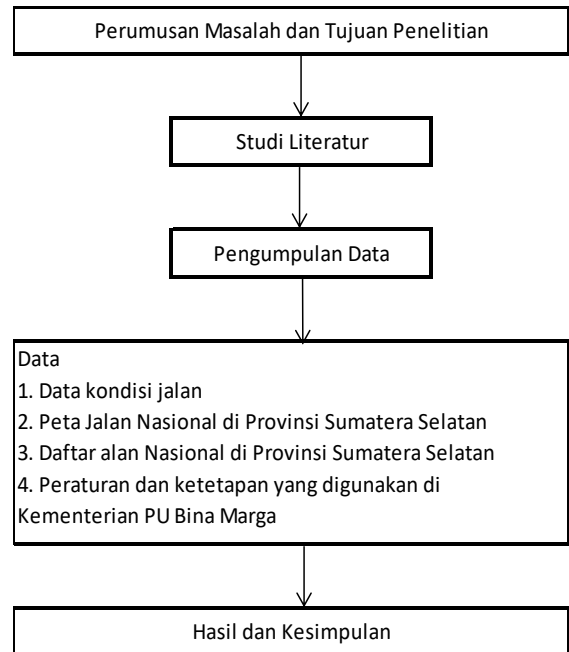 Perumusan Masalah dan Tujuan Penelitian
Studi Literatur
Pengumpulan Data
Data
1. Data kondisi jalan
2. Peta Jalan Nasional di Provinsi Sumatera Selatan
3. Daftar alan Nasional di Provinsi Sumatera Selatan
4. Peraturan dan ketetapan yang digunakan di
Kementerian PU Bina Marga
Hasil dan Kesimpulan